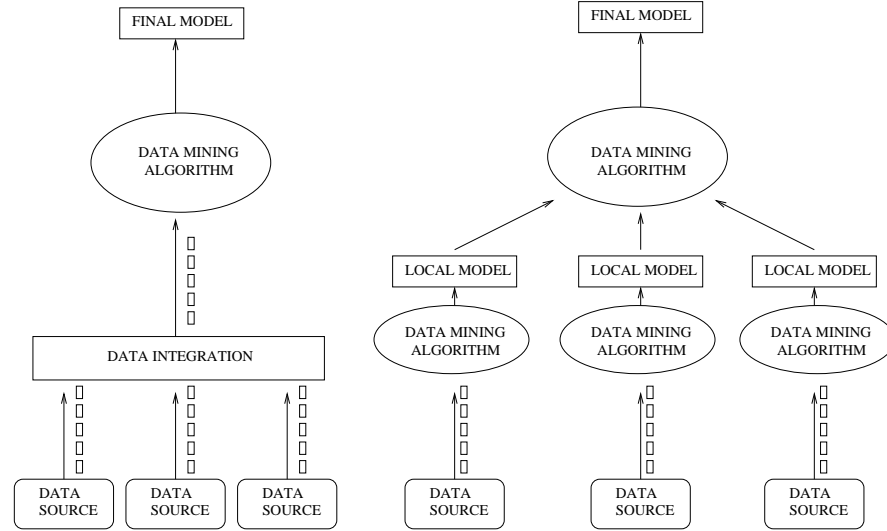 FINAL MODEL
DATA MINING
ALGORITHM
DATA INTEGRATION
DATA
SOURCE
DATA
SOURCE
DATA
SOURCE
FINAL MODEL
DATA MINING
ALGORITHM
LOCAL MODEL
LOCAL MODEL
LOCAL MODEL
DATA MINING
ALGORITHM
DATA MINING
ALGORITHM
DATA MINING
ALGORITHM
DATA
SOURCE
DATA
SOURCE
DATA
SOURCE